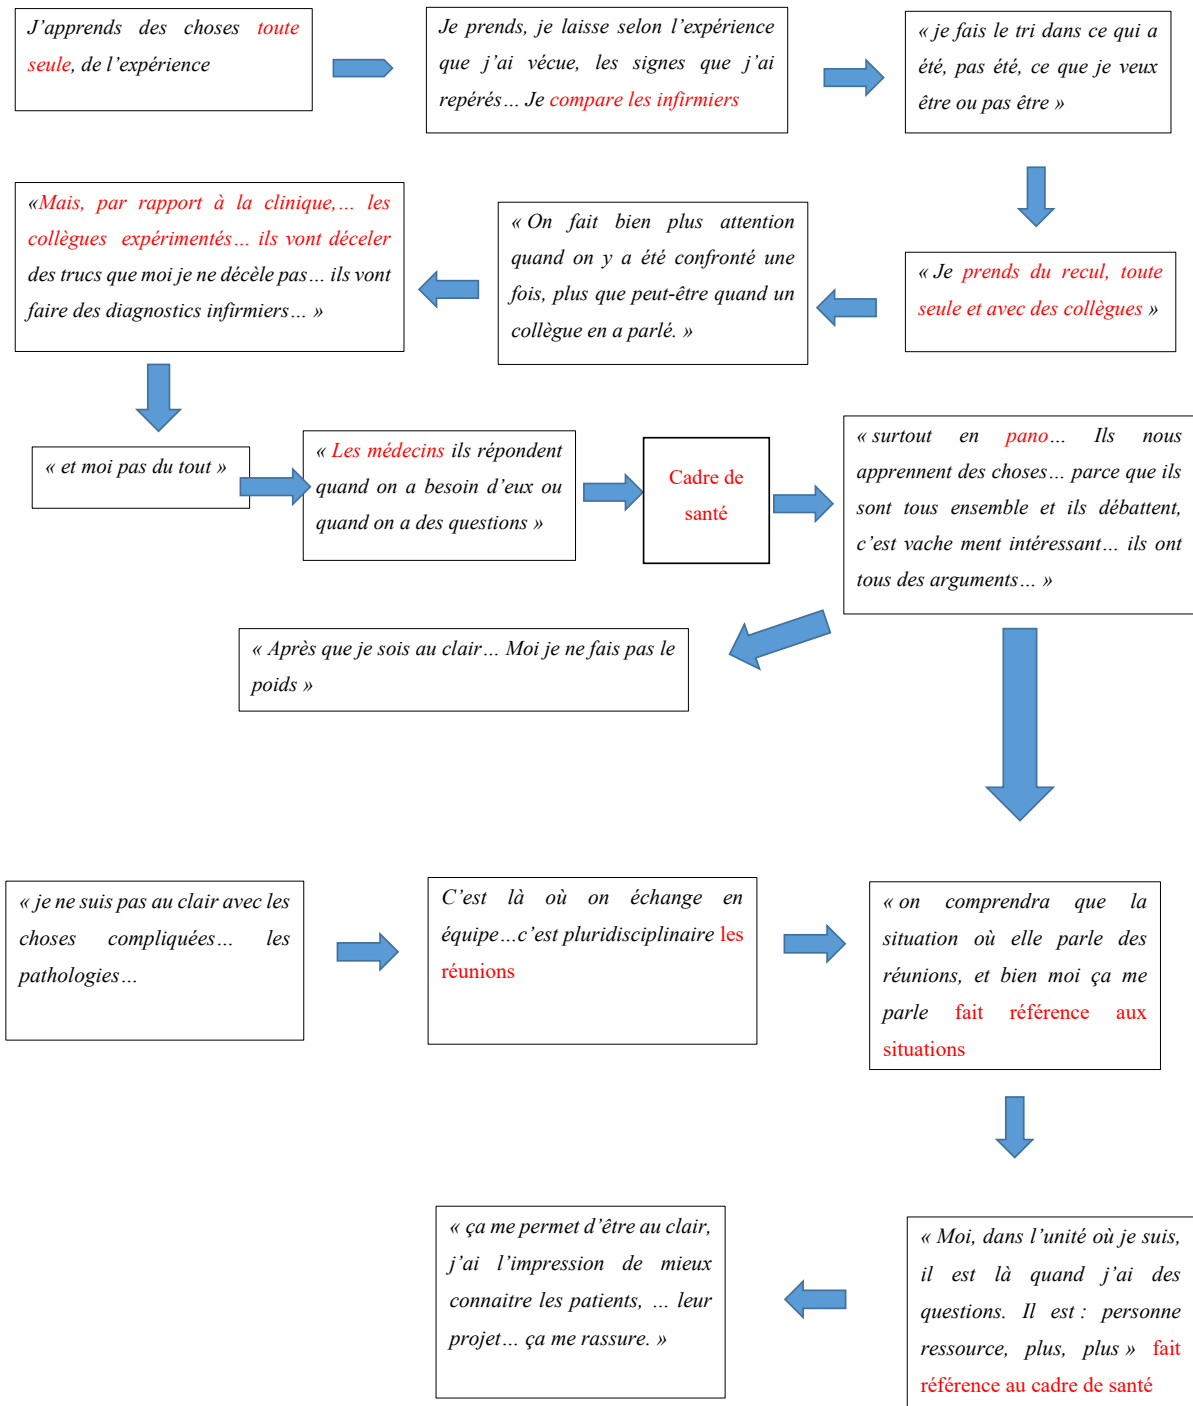 J’apprends des choses toute
seule, de l’expérience
Je prends, je laisse selon l’expérience
que j’ai vécue, les signes que j’ai
repérés… Je compare les infirmiers
« je fais le tri dans ce qui a
été, pas été, ce que je veux
être ou pas être »
« Je prends du recul, toute
seule et avec des collègues »
« On fait bien plus attention
quand on y a été confronté une
fois, plus que peut-être quand un
collègue en a parlé. »
«Mais, par rapport à la clinique,… les
collègues expérimentés… ils vont déceler
des trucs que moi je ne décèle pas… ils vont
faire des diagnostics infirmiers… »
« et moi pas du tout »
« Les médecins ils répondent
quand on a besoin d’eux ou
quand on a des questions »
Cadre de
santé
« surtout en pano… Ils nous
apprennent des choses… parce que ils
sont tous ensemble et ils débattent,
c’est vache ment intéressant… ils ont
tous des arguments… »
« Après que je sois au clair… Moi je ne fais pas le
poids »
« je ne suis pas au clair avec les
choses compliquées… les
pathologies…
C’est là où on échange en
équipe…c’est pluridisciplinaire les
réunions
« on comprendra que la
situation où elle parle des
réunions, et bien moi ça me
parle fait référence aux
situations
« Moi, dans l’unité où je suis,
il est là quand j’ai des
questions. Il est : personne
ressource, plus, plus » fait
référence au cadre de santé
« ça me permet d’être au clair,
j’ai l’impression de mieux
connaitre les patients, … leur
projet… ça me rassure. »